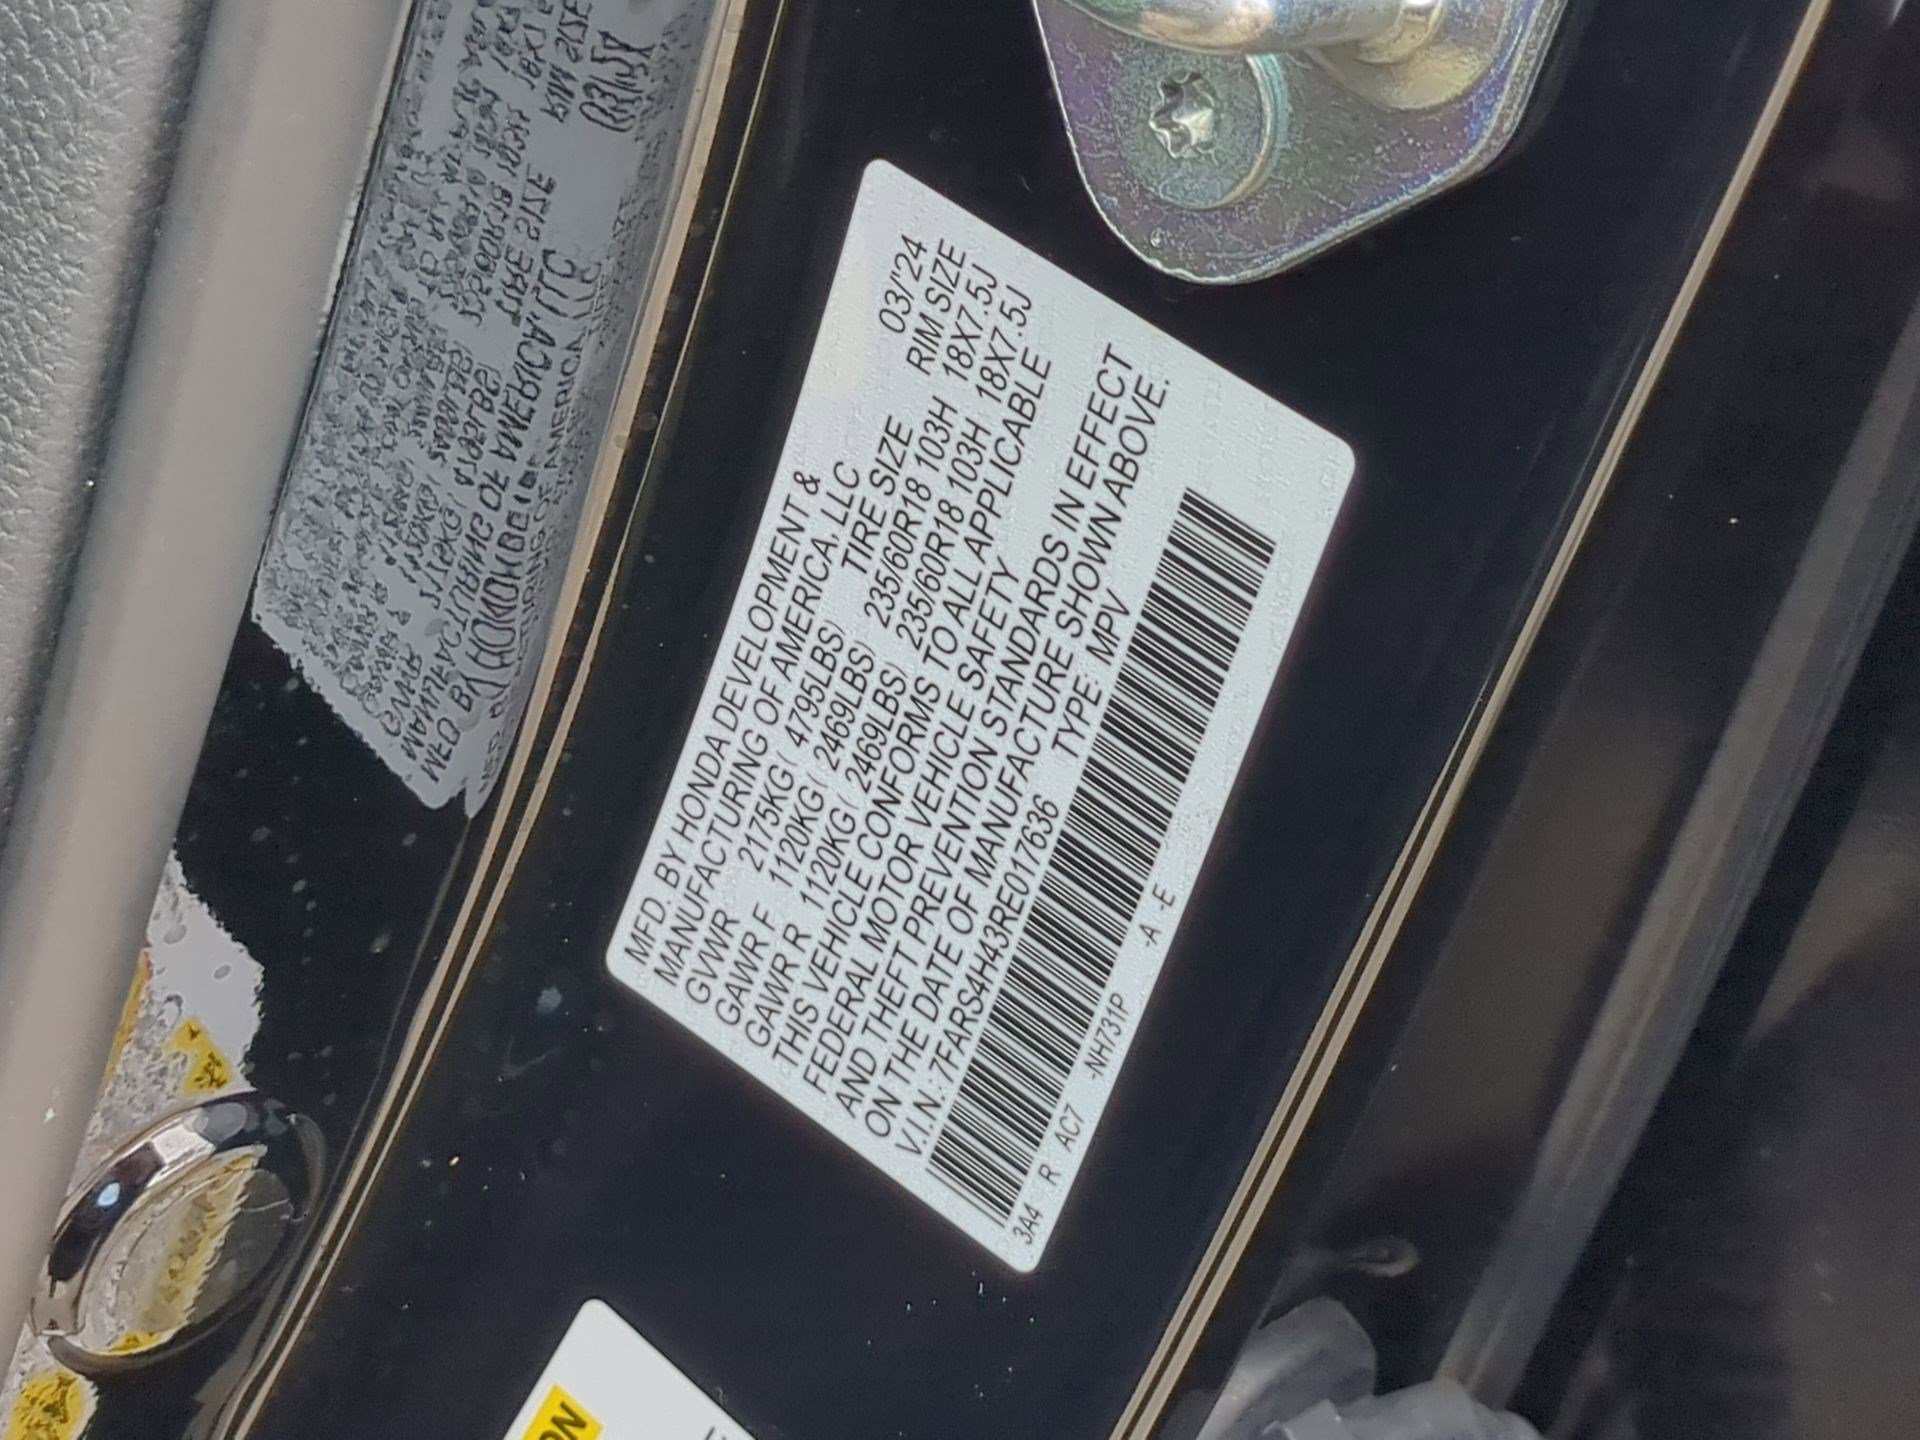 MFD. BY HONDA DEVELOPMENT &
MANUFACTURING OF AMERICA, LLC 03/'24
GVWR 2175KG( 4795LBS) TIRE SIZE RIM SIZE
GAWR F 1120KG( 2469LBS) 235/60R18 103H 18X7.5J
GAWR R 1120KG( 2469LBS) 235/60R18 103H 18X7.5J
THIS VEHICLE CONFORMS TO ALL APPLICABLE
FEDERAL MOTOR VEHICLE SAFETY
AND THEFT PREVENTION STANDARDS IN EFFECT
ON THE DATE OF MANUFACTURE SHOWN ABOVE.
V.I.N.: 7FARS4H43RE017636 TYPE: MPV
3A4 R AC7 -NH731P -A -E